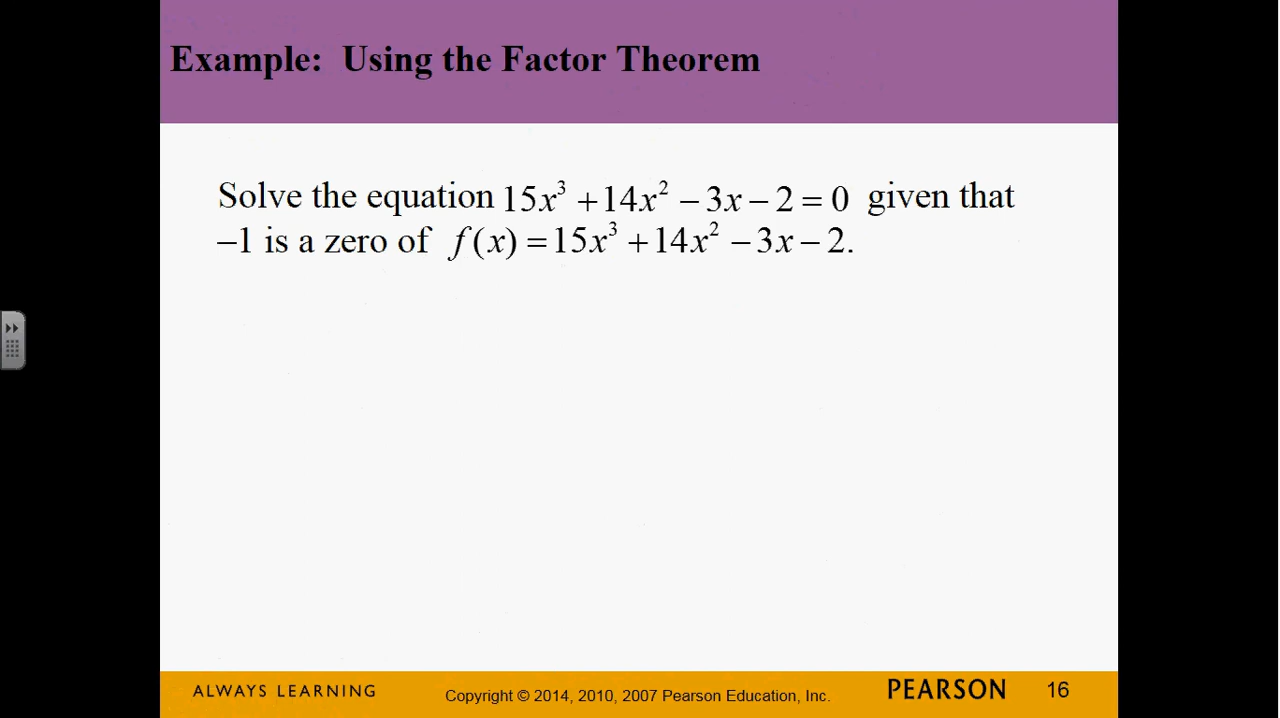 Example: Using the Factor Theorem
Solve the equation 15x³ + 14x² − 3x − 2 = 0 given that
–1 is a zero of f(x) = 15x³ + 14x² − 3x − 2.
ALWAYS LEARNING
Copyright © 2014, 2010, 2007 Pearson Education, Inc.
PEARSON
16